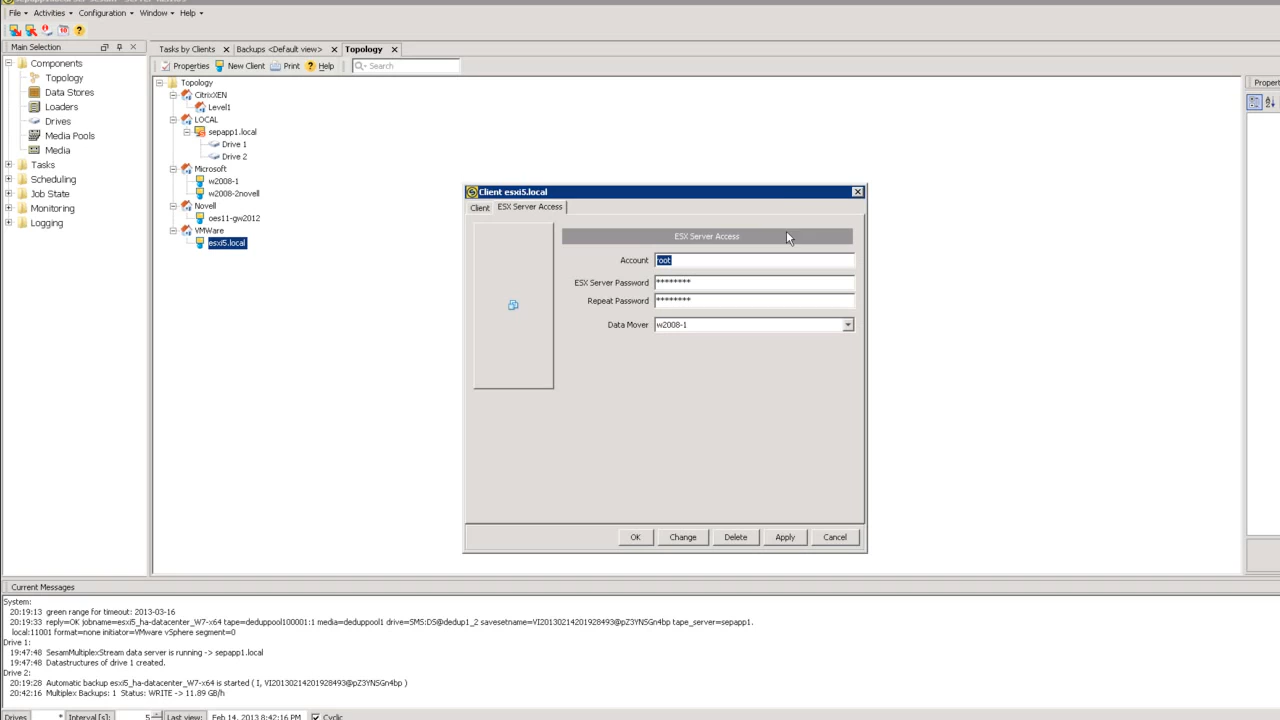 File Activities Configuration Window Help
10
Main Selection
Tasks by Clients Backups <Default view> Topology
Properties New Client Print Help Search
Components
Topology
Data Stores
Loaders
Drives
Media Pools
Media
Tasks
Scheduling
Job State
Monitoring
Logging
Topology
CitrixXEN
Level1
LOCAL
sepapp1.local
Drive 1
Drive 2
Microsoft
w2008-1
w2008-2novell
Novell
oes11-gw2012
VMWare
esxi5.local
Propert
Client esxi5.local
Client ESX Server Access
ESX Server Access
Account root
ESX Server Password ********
Repeat Password ********
Data Mover w2008-1
OK Change Delete Apply Cancel
Current Messages
System:
20:19:13 green range for timeout: 2013-03-16
20:19:33 reply=OK jobname=esxi5_ha-datacenter_W7-x64 tape=deduppool100001:1 media=deduppool1 drive=SMS:DS@dedup1_2 savesetname=VI20130214201928493@pZ3YNSGn4bp tape_server=sepapp1.
local:11001 format=none initiator=VMware vSphere segment=0
Drive 1:
19:47:48 SesamMultiplexStream data server is running -> sepapp1.local
19:47:48 Datastructures of drive 1 created.
Drive 2:
20:19:28 Automatic backup esxi5_ha-datacenter_W7-x64 is started ( I, VI20130214201928493@pZ3YNSGn4bp )
20:42:16 Multiplex Backups: 1 Status: WRITE -> 11.89 GB/h
Drives * Interval[s]: 5 Last view: Feb 14, 2013 8:42:16 PM Cyclic